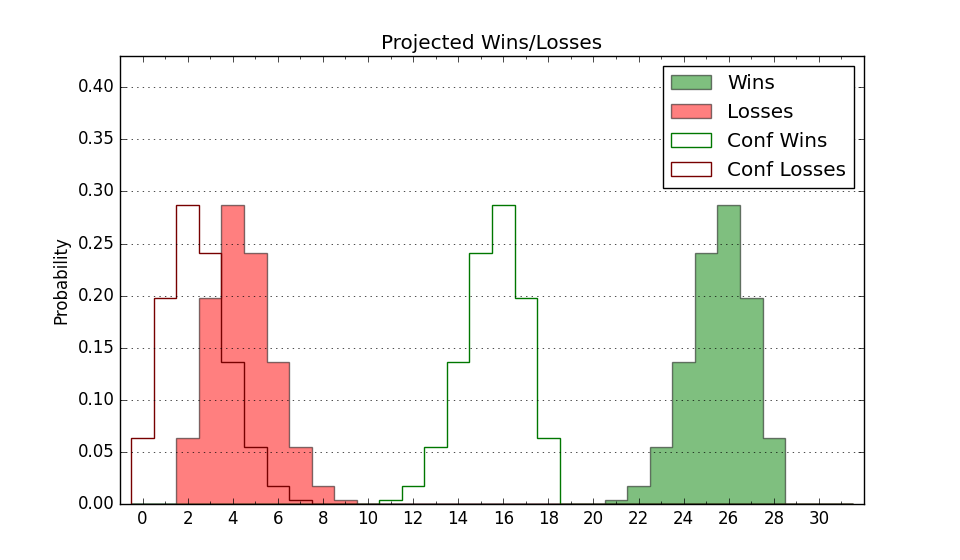 Projected Wins/Losses
Wins
Losses
Conf Wins
Conf Losses
Probability
0.40
0.35
0.30
0.25
0.20
0.15
0.10
0.05
0.00
0 2 4 6 8 10 12 14 16 18 20 22 24 26 28 30